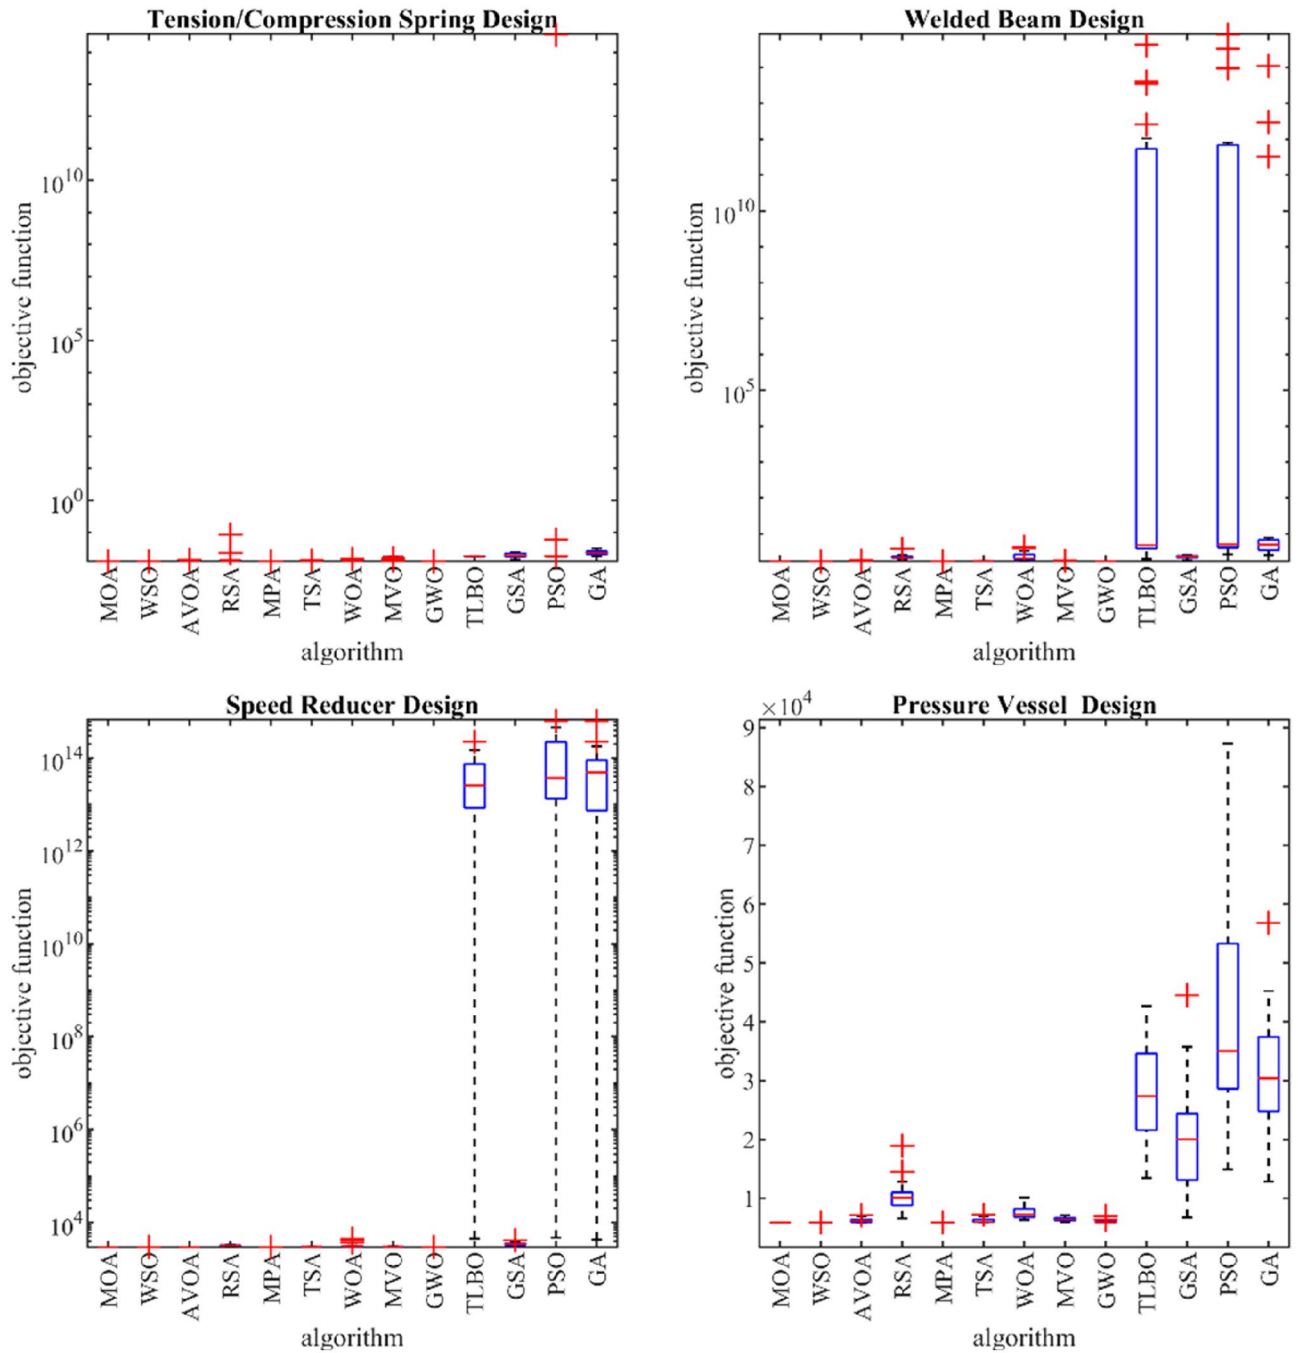 Tension/Compression Spring Design
objective function
10^10
10^5
10^0
MOA
WSO
AVOA
RSA
MPA
TSA
WOA
MVO
GWO
TLBO
GSA
PSO
GA
algorithm
Welded Beam Design
objective function
10^10
10^5
MOA
WSO
AVOA
RSA
MPA
TSA
WOA
MVO
GWO
TLBO
GSA
PSO
GA
algorithm
Speed Reducer Design
objective function
10^14
10^12
10^10
10^8
10^6
10^4
MOA
WSO
AVOA
RSA
MPA
TSA
WOA
MVO
GWO
TLBO
GSA
PSO
GA
algorithm
×10^4
Pressure Vessel Design
objective function
9
8
7
6
5
4
3
2
1
MOA
WSO
AVOA
RSA
MPA
TSA
WOA
MVO
GWO
TLBO
GSA
PSO
GA
algorithm